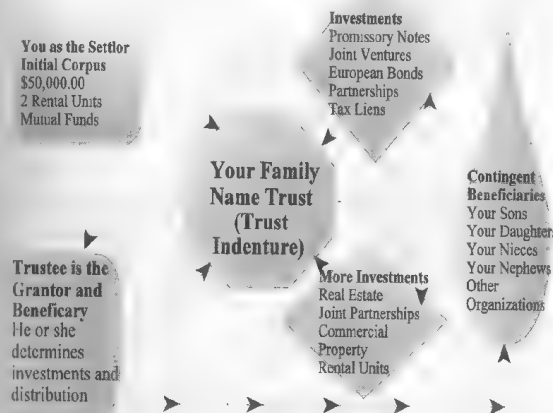 You as the Settlor
Initial Corpus
$50,000.00
2 Rental Units
Mutual Funds
Investments
Promissory Notes
Joint Ventures
European Bonds
Partnerships
Tax Liens
Your Family
Name Trust
(Trust
Indenture)
Contingent
Beneficiaries
Your Sons
Your Daughters
Your Nieces
Your Nephews
Other
Organizations
Trustee is the
Grantor and
Beneficary
He or she
determines
investments and
distribution
More Investments
Real Estate
Joint Partnerships
Commercial
Property
Rental Units